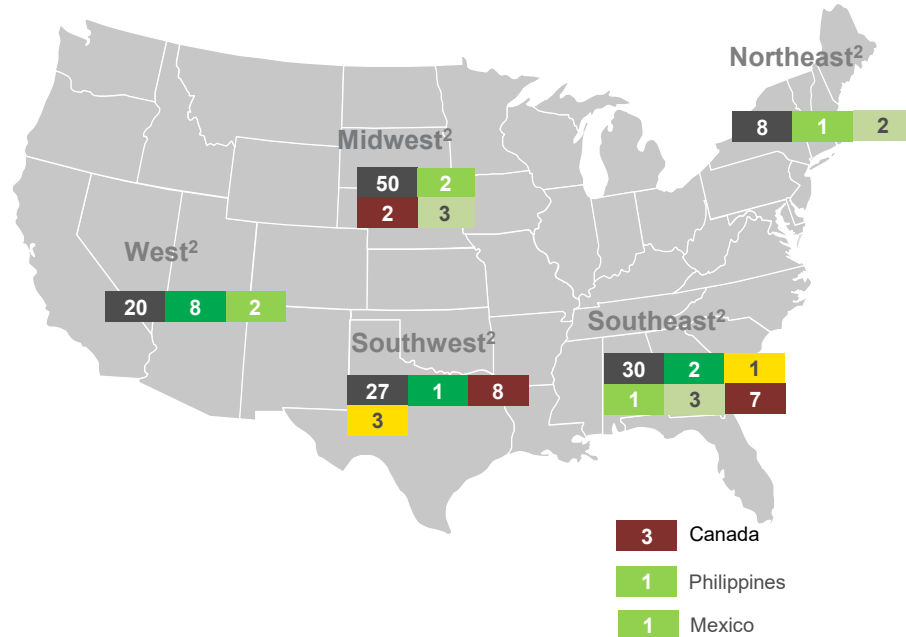 Northeast²
8 1 2
Midwest²
50 2
2 3
West²
20 8 2
Southeast²
30 2 1
1 3 7
Southwest²
27 1 8
3
3 Canada
1 Philippines
1 Mexico